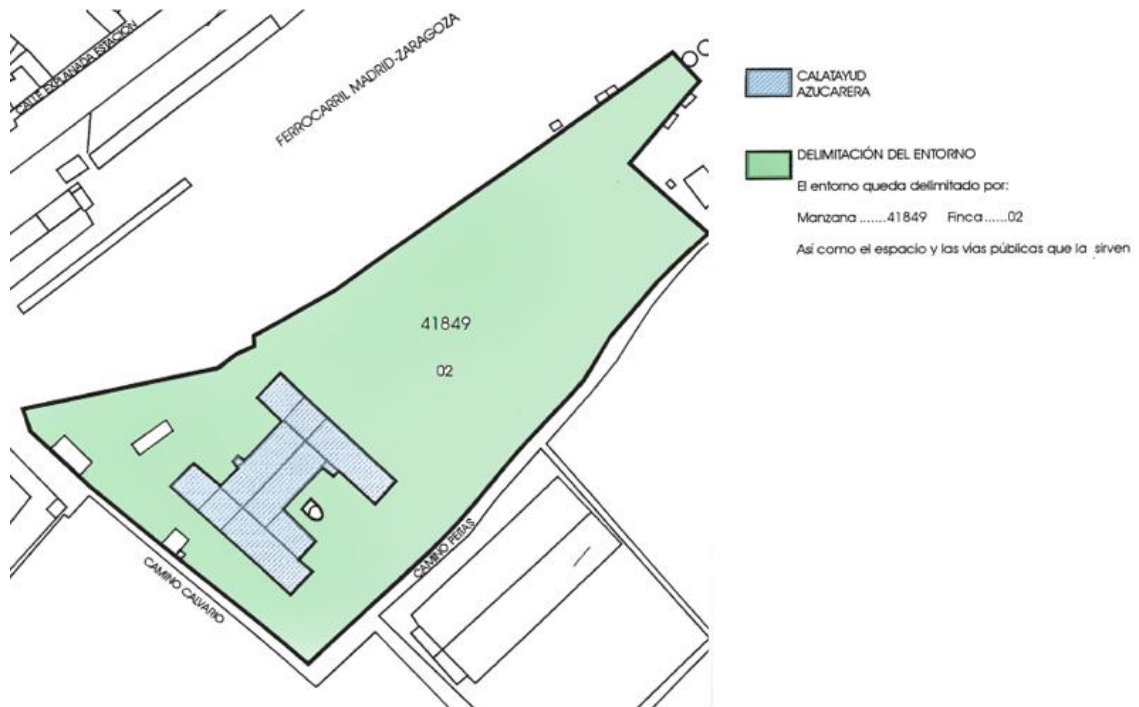 CALLE EXPLANADA ESTACIÓN
FERROCARRIL MADRID-ZARAGOZA
41849
02
CAMINO PEITAS
CAMINO CALVARIO
CALATAYUD
AZUCARERA
DELIMITACIÓN DEL ENTORNO
El entorno queda delimitado por:
Manzana .......41849 Finca......02
Así como el espacio y las vías públicas que la sirven